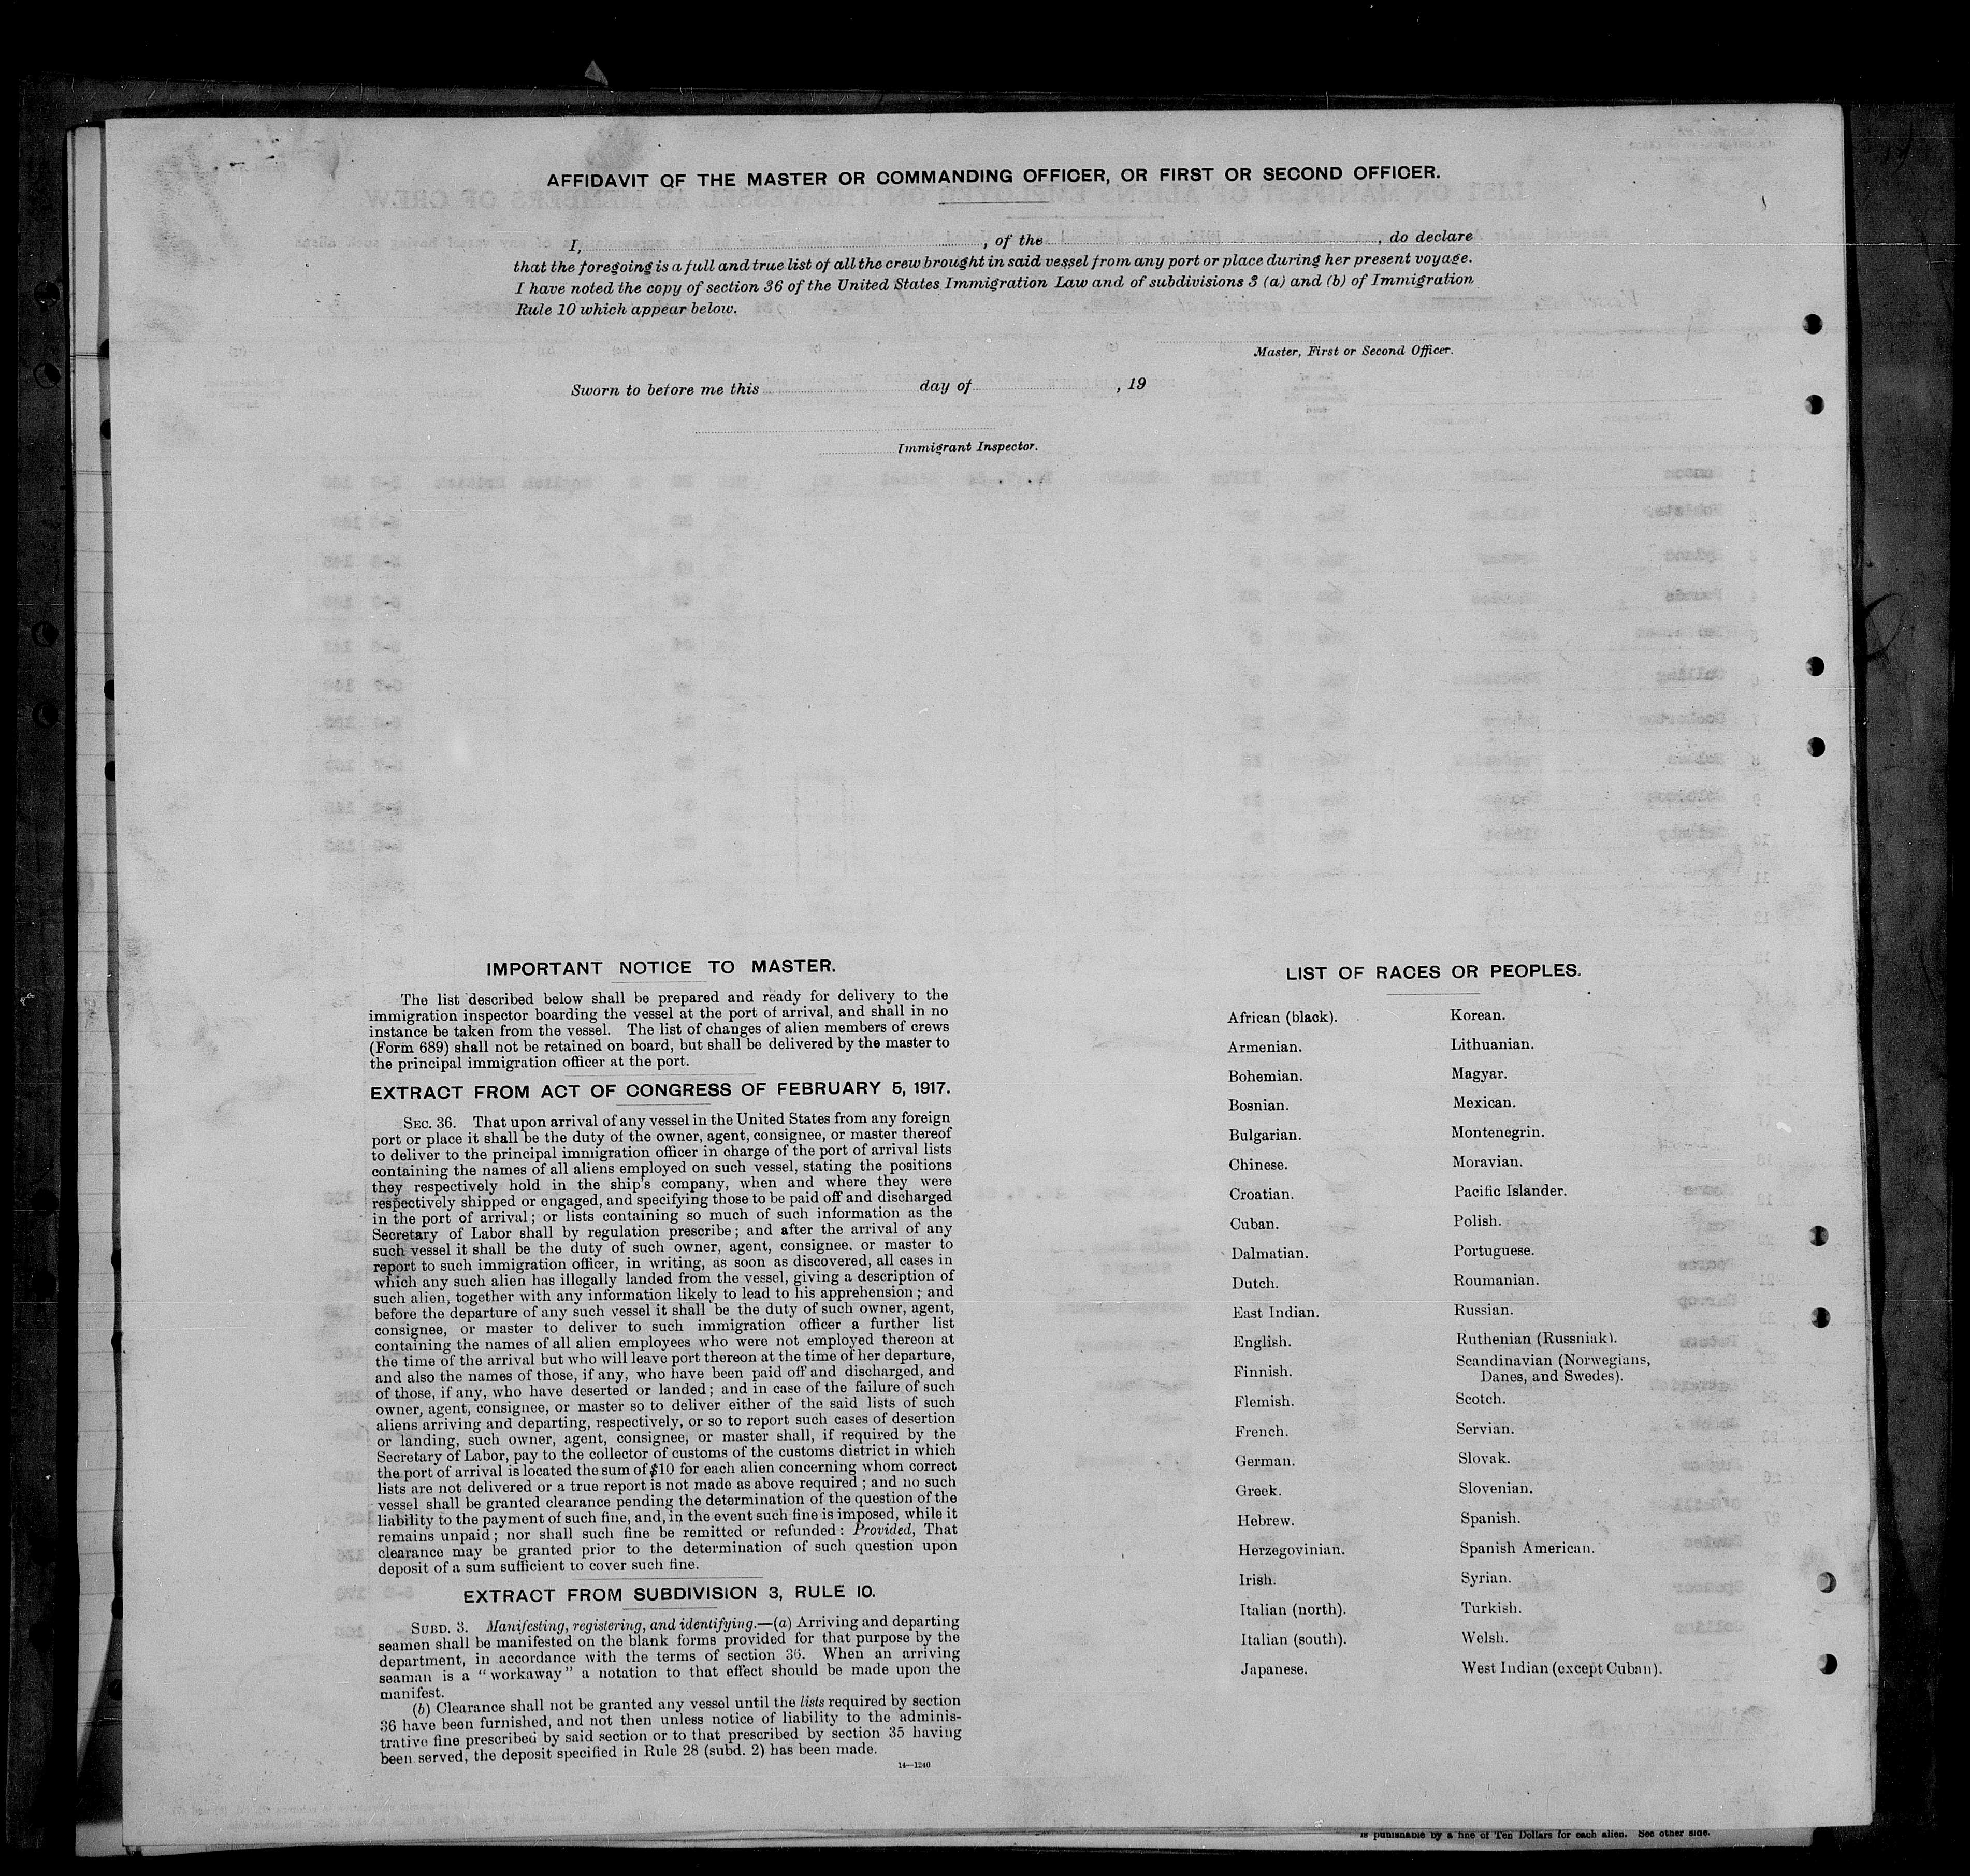 AFFIDAVIT OF THE MASTER OR COMMANDING OFFICER, OR FIRST OR SECOND OFFICER.
I, , of the , do declare
that the foregoing is a full and true list of all the crew brought in said vessel from any port or place during her present voyage.
I have noted the copy of section 36 of the United States Immigration Law and of subdivisions 3 (a) and (b) of Immigration
Rule 10 which appear below.
Master, First or Second Officer.
Sworn to before me this day of , 19
Immigrant Inspector.
IMPORTANT NOTICE TO MASTER.
The list described below shall be prepared and ready for delivery to the
immigration inspector boarding the vessel at the port of arrival, and shall in no
instance be taken from the vessel. The list of changes of alien members of crews
(Form 689) shall not be retained on board, but shall be delivered by the master to
the principal immigration officer at the port.
EXTRACT FROM ACT OF CONGRESS OF FEBRUARY 5, 1917.
SEC. 36. That upon arrival of any vessel in the United States from any foreign
port or place it shall be the duty of the owner, agent, consignee, or master thereof
to deliver to the principal immigration officer in charge of the port of arrival lists
containing the names of all aliens employed on such vessel, stating the positions
they respectively hold in the ship's company, when and where they were
respectively shipped or engaged, and specifying those to be paid off and discharged
in the port of arrival; or lists containing so much of such information as the
Secretary of Labor shall by regulation prescribe; and after the arrival of any
such vessel it shall be the duty of such owner, agent, consignee, or master to
report to such immigration officer, in writing, as soon as discovered, all cases in
which any such alien has illegally landed from the vessel, giving a description of
such alien, together with any information likely to lead to his apprehension; and
before the departure of any such vessel it shall be the duty of such owner, agent,
consignee, or master to deliver to such immigration officer a further list
containing the names of all alien employees who were not employed thereon at
the time of the arrival but who will leave port thereon at the time of her departure,
and also the names of those, if any, who have been paid off and discharged, and
of those, if any, who have deserted or landed; and in case of the failure of such
owner, agent, consignee, or master so to deliver either of the said lists of such
aliens arriving and departing, respectively, or so to report such cases of desertion
or landing, such owner, agent, consignee, or master shall, if required by the
Secretary of Labor, pay to the collector of customs of the customs district in which
the port of arrival is located the sum of $10 for each alien concerning whom correct
lists are not delivered or a true report is not made as above required; and no such
vessel shall be granted clearance pending the determination of the question of the
liability to the payment of such fine, and, in the event such fine is imposed, while it
remains unpaid; nor shall such fine be remitted or refunded: Provided, That
clearance may be granted prior to the determination of such question upon
deposit of a sum sufficient to cover such fine.
EXTRACT FROM SUBDIVISION 3, RULE 10.
SUBD. 3. Manifesting, registering, and identifying.—(a) Arriving and departing
seamen shall be manifested on the blank forms provided for that purpose by the
department, in accordance with the terms of section 36. When an arriving
seaman is a "workaway" a notation to that effect should be made upon the
manifest.
(b) Clearance shall not be granted any vessel until the lists required by section
36 have been furnished, and not then unless notice of liability to the adminis-
trative fine prescribed by said section or to that prescribed by section 35 having
been served, the deposit specified in Rule 28 (subd. 2) has been made.
14—1240
LIST OF RACES OR PEOPLES.
African (black).
Armenian.
Bohemian.
Bosnian.
Bulgarian.
Chinese.
Croatian.
Cuban.
Dalmatian.
Dutch.
East Indian.
English.
Finnish.
Flemish.
French.
German.
Greek.
Hebrew.
Herzegovinian.
Irish.
Italian (north).
Italian (south).
Japanese.
Korean.
Lithuanian.
Magyar.
Mexican.
Montenegrin.
Moravian.
Pacific Islander.
Polish.
Portuguese.
Roumanian.
Russian.
Ruthenian (Russniak).
Scandinavian (Norwegians,
Danes, and Swedes).
Scotch.
Servian.
Slovak.
Slovenian.
Spanish.
Spanish American.
Syrian.
Turkish.
Welsh.
West Indian (except Cuban).
is punishable by a fine of Ten Dollars for each alien. See other side.